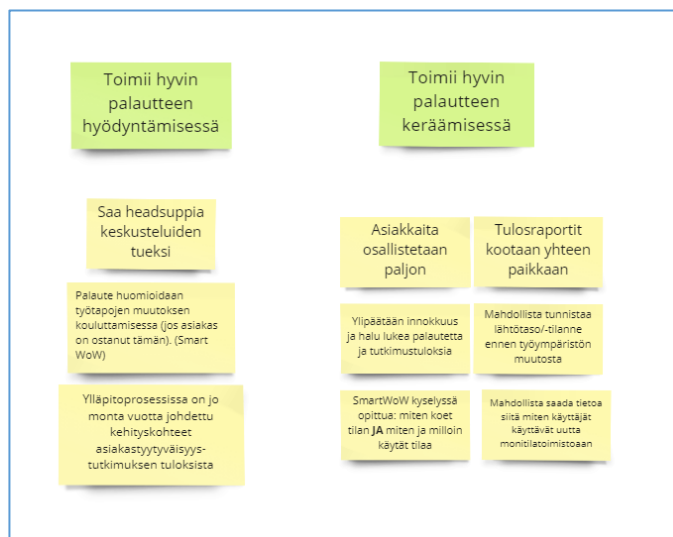 Toimii hyvin
palautteen
hyödyntämisessä
Toimii hyvin
palautteen
keräämisessä
Saa headsuppia
keskusteluiden
tueksi
Palaute huomioidaan
työtapojen muutoksen
kouluttamisessa (jos asiakas
on ostanut tämän). (Smart
WoW)
Ylläpitoprosessissa on jo
monta vuotta johdettu
kehityskohteet
asiakastyytyväisyys-
tutkimuksen tuloksista
Asiakkaita
osallistetaan
paljon
Tulosraportit
kootaan yhteen
paikkaan
Ylipäätään innokkuus
ja halu lukea palautetta
ja tutkimustuloksia
Mahdollista tunnistaa
lähtötaso/-tilanne
ennen työympäristön
muutosta
SmartWoW kyselyssä
opittua: miten koet
tilan JA miten ja milloin
käytät tilaa
Mahdollista saada tietoa
siitä miten käyttäjät
käyttävät uutta
monitilatoimistoaan